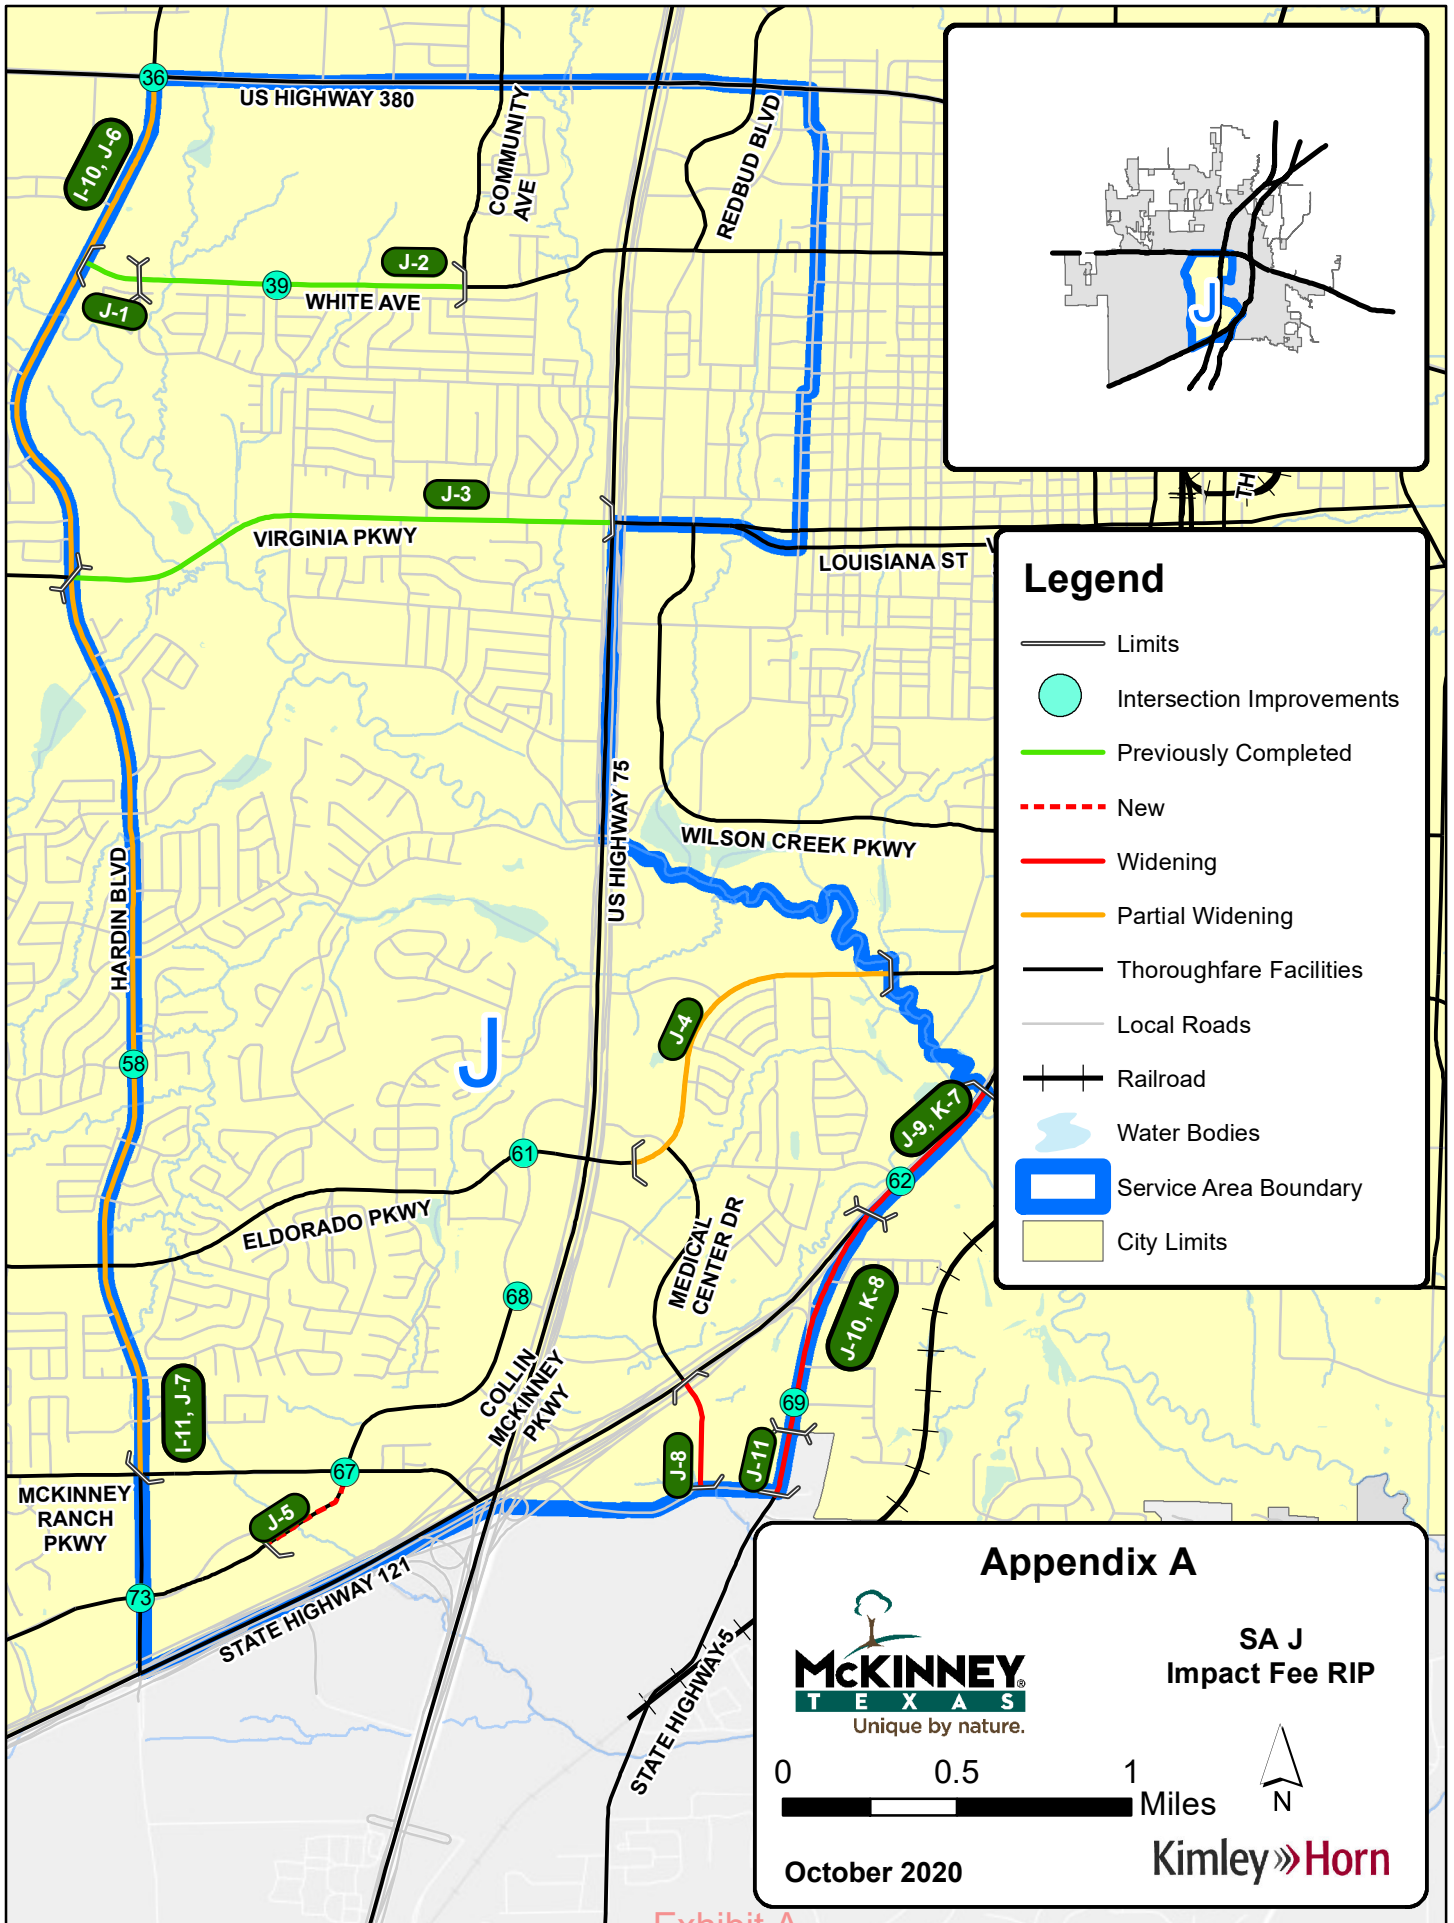 36
US HIGHWAY 380
COMMUNITY
AVE
REDBUD BLVD
I-10, J-6
J-2
39
WHITE AVE
J-1
J
J-3
VIRGINIA PKWY
LOUISIANA ST
TH
Legend
Limits
Intersection Improvements
Previously Completed
New
Widening
Partial Widening
Thoroughfare Facilities
Local Roads
Railroad
Water Bodies
Service Area Boundary
City Limits
US HIGHWAY 75
WILSON CREEK PKWY
HARDIN BLVD
J-4
J
58
J-9, K-7
61
62
ELDORADO PKWY
MEDICAL
CENTER DR
68
J-10, K-8
COLLIN
MCKINNEY
PKWY
I-11, J-7
69
J-8
J-11
67
MCKINNEY
RANCH
PKWY
J-5
73
STATE HIGHWAY 121
STATE HIGHWAY 5
Appendix A
McKINNEY®
TEXAS
Unique by nature.
SA J
Impact Fee RIP
0 0.5 1
Miles
N
October 2020
Kimley»Horn
Exhibit A